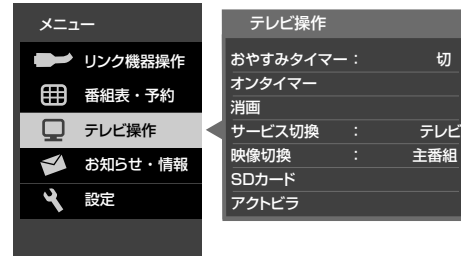 メニュー
リンク機器操作
番組表・予約
テレビ操作
お知らせ・情報
設定
テレビ操作
おやすみタイマー： 切
オンタイマー
消画
サービス切換 ： テレビ
映像切換 ： 主番組
SDカード
アクトビラ